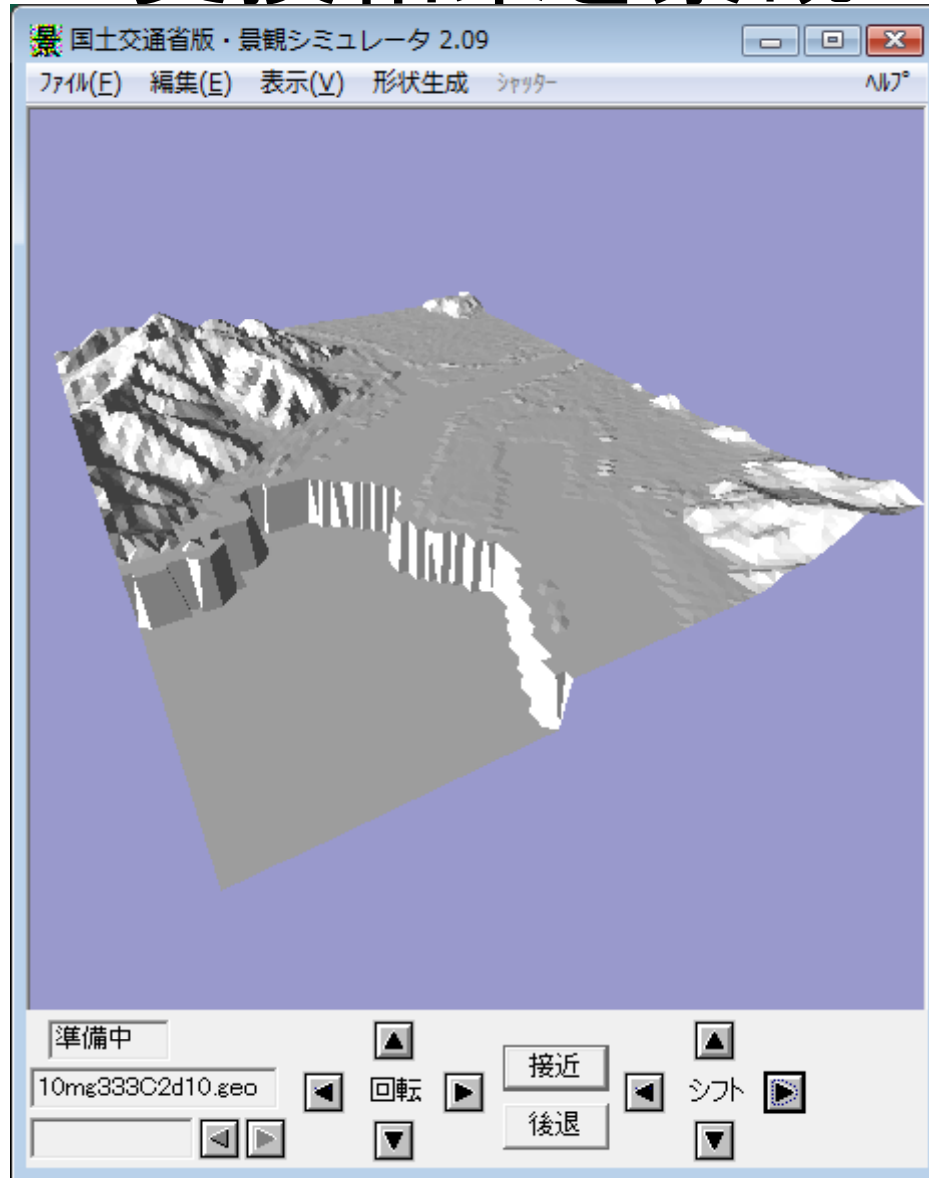 景 国土交通省版・景観シミュレータ 2.09
ﾌｧｲﾙ(F) 編集(E) 表示(V) 形状生成 ｼｬｯﾀｰ ﾍﾙﾌﾟ
準備中
10mg333C2d10.geo
回転
接近
後退
シフト